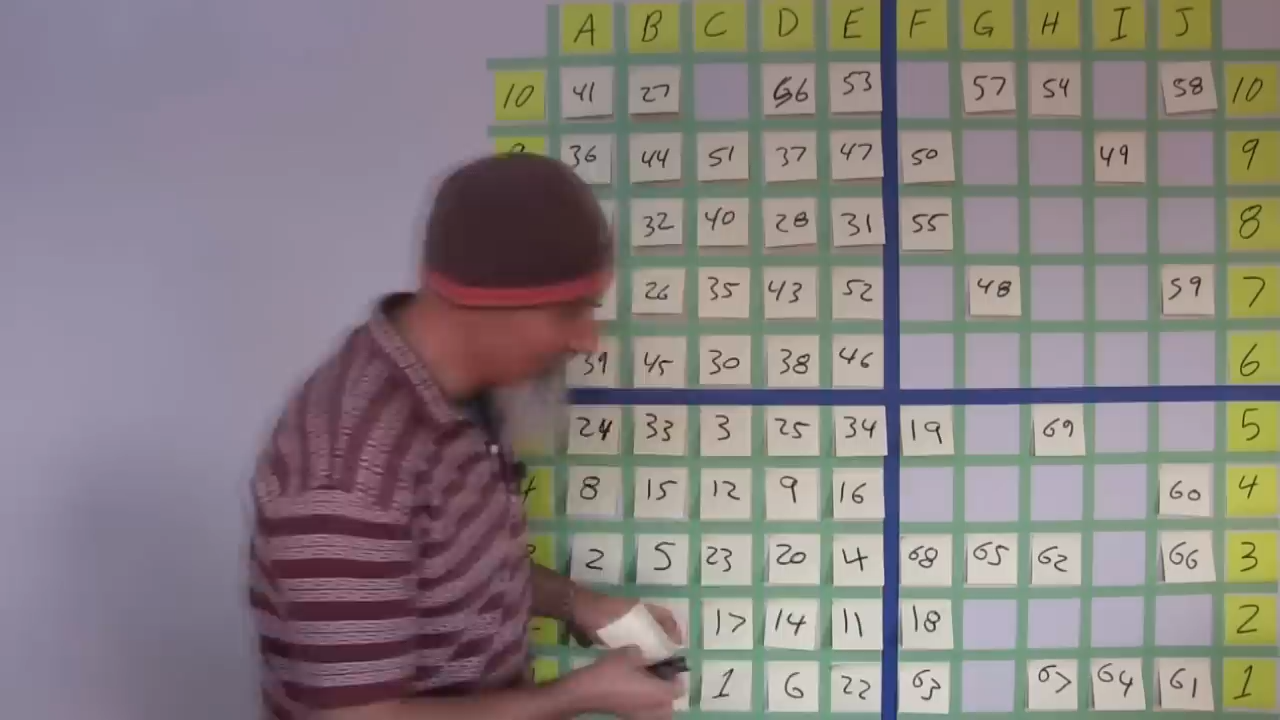 A B C D E F G H I J
10 41 27 56 53 57 54 58 10
36 44 51 37 47 50 49 9
32 40 28 31 55 8
26 35 43 52 48 59 7
39 45 30 38 46 6
24 33 3 25 34 19 69 5
4 8 15 12 9 16 60 4
2 5 23 20 4 68 65 62 66 3
17 14 11 18 2
1 6 22 63 67 64 61 1